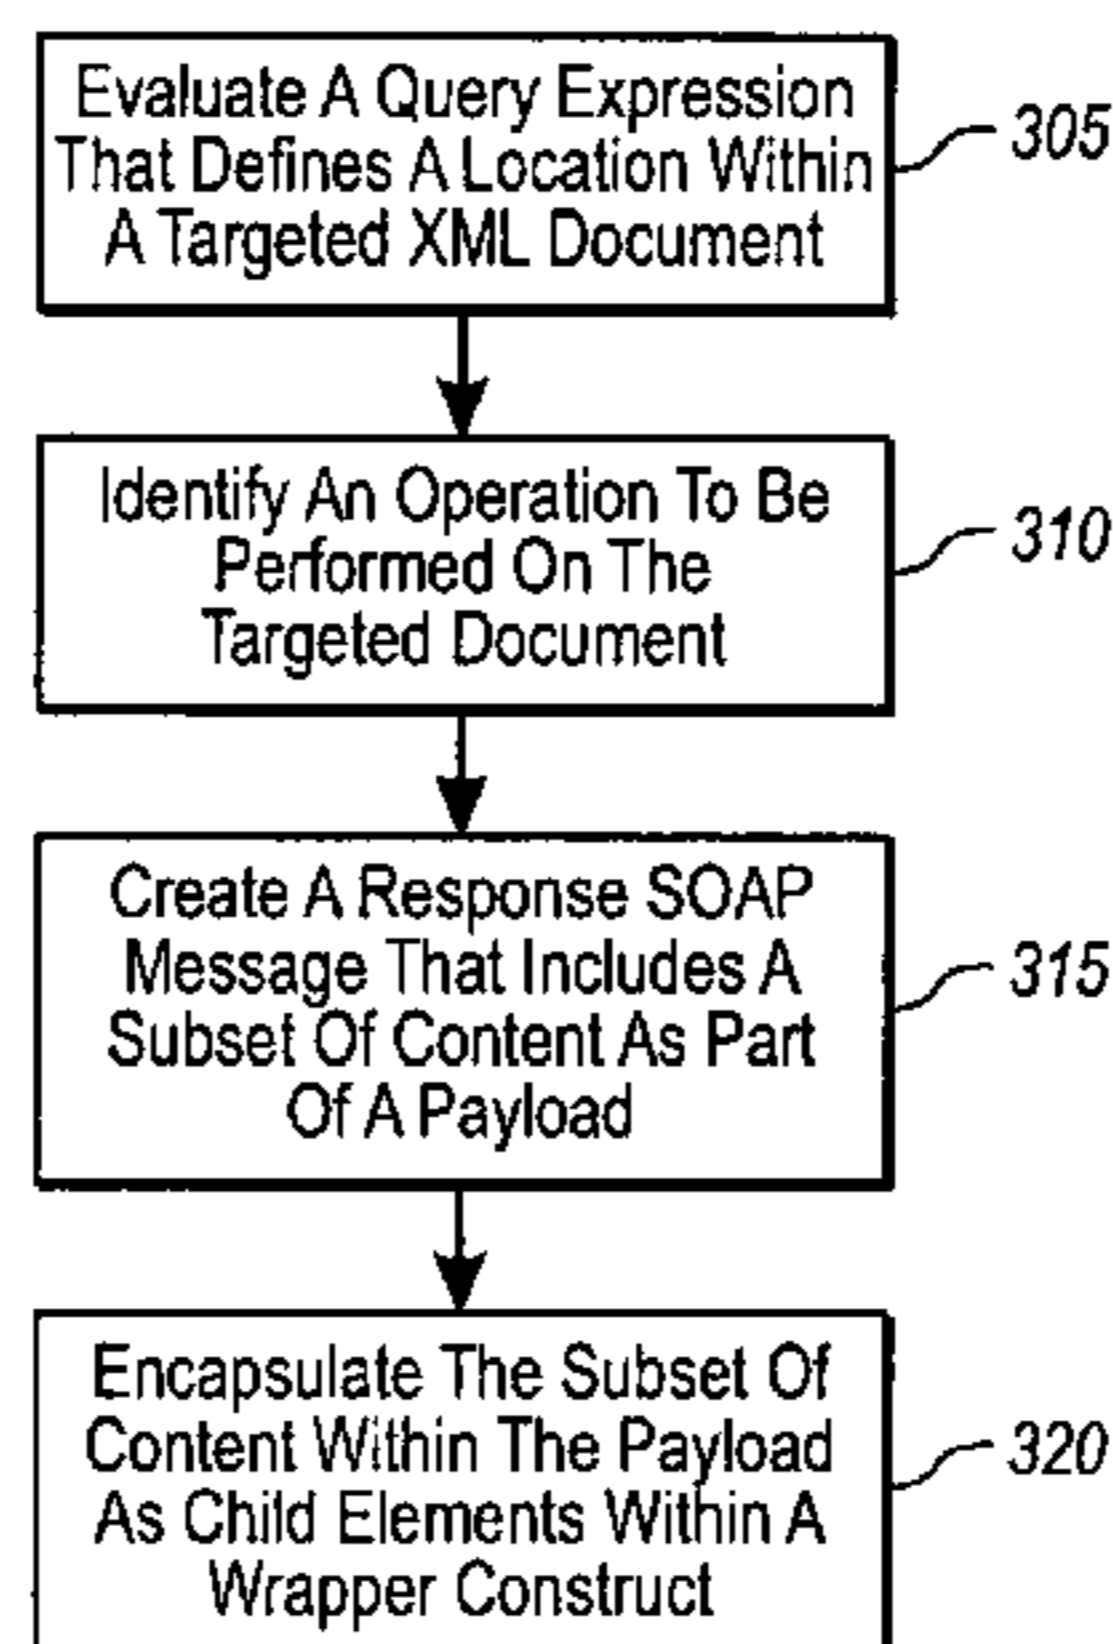 Evaluate A Query Expression
That Defines A Location Within
A Targeted XML Document
305
Identify An Operation To Be
Performed On The
Targeted Document
310
Create A Response SOAP
Message That Includes A
Subset Of Content As Part
Of A Payload
315
Encapsulate The Subset Of
Content Within The Payload
As Child Elements Within A
Wrapper Construct
320